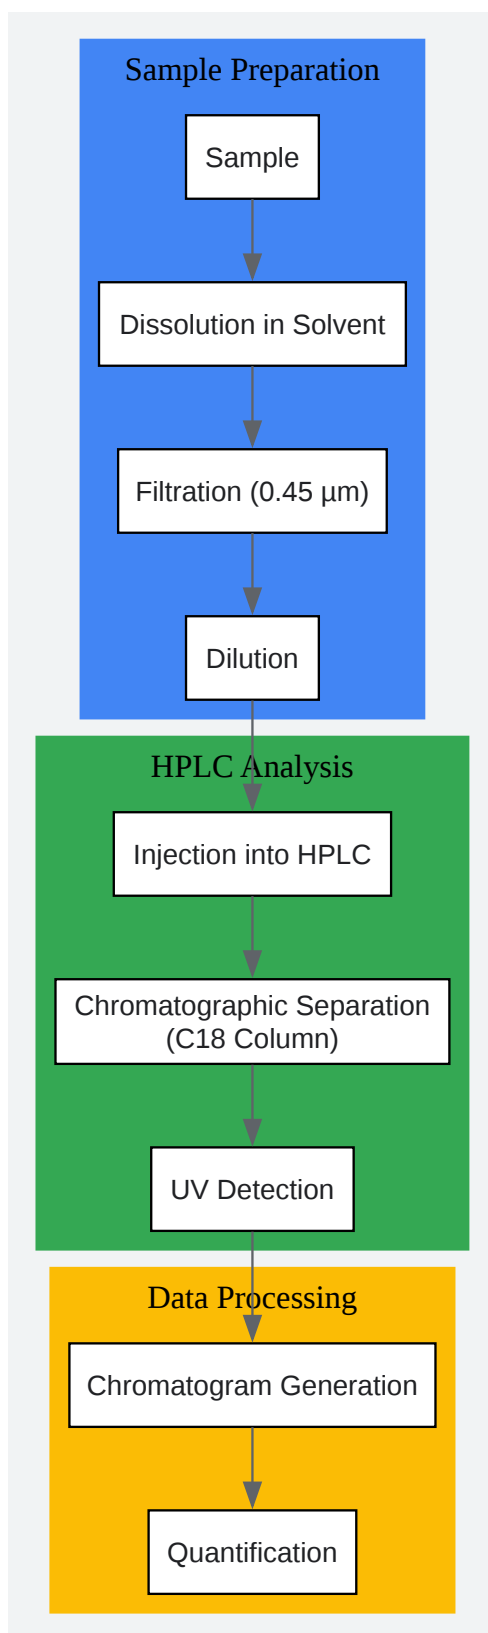 Sample Preparation
Sample
Dissolution in Solvent
Filtration (0.45 µm)
Dilution
HPLC Analysis
Injection into HPLC
Chromatographic Separation
(C18 Column)
UV Detection
Data Processing
Chromatogram Generation
Quantification